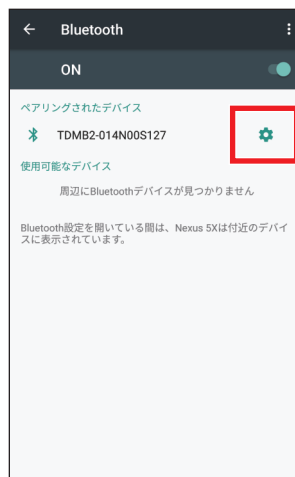 Bluetooth
ON
ペアリングされたデバイス
TDMB2-014N00S127
使用可能なデバイス
周辺にBluetoothデバイスが見つかりません
Bluetooth設定を開いている間は、Nexus 5Xは付近のデバイ
スに表示されています。